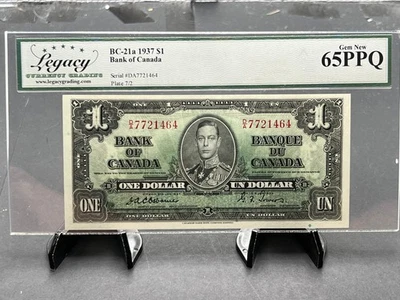 Legacy
CURRENCY GRADING
www.legacygrading.com
BC-21a 1937 $1
Bank of Canada
Serial #DA7721464
Plate 7/2
Gem New
65PPQ
1
D/A 7721464
D/A 7721464
1
BANK
OF
CANADA
BANQUE
DU
CANADA
ONE DOLLAR
UN DOLLAR
ONE
UN